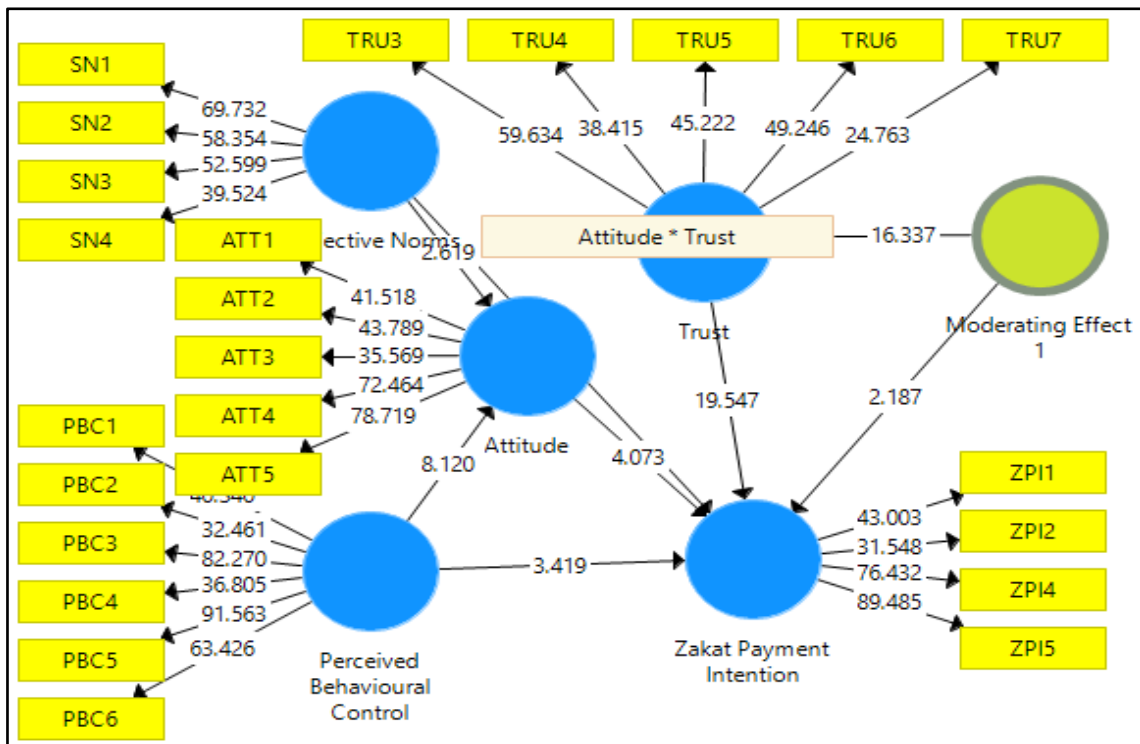 TRU3
TRU4
TRU5
TRU6
TRU7
SN1
SN2
SN3
SN4
69.732
58.354
52.599
39.524
59.634
38.415
45.222
49.246
24.763
ective Norms
Attitude * Trust
16.337
Trust
Moderating Effect
1
2.619
ATT1
ATT2
ATT3
ATT4
ATT5
41.518
43.789
35.569
72.464
78.719
Attitude
8.120
4.073
19.547
2.187
PBC1
PBC2
PBC3
PBC4
PBC5
PBC6
32.461
82.270
36.805
91.563
63.426
Perceived
Behavioural
Control
3.419
Zakat Payment
Intention
43.003
31.548
76.432
89.485
ZPI1
ZPI2
ZPI4
ZPI5